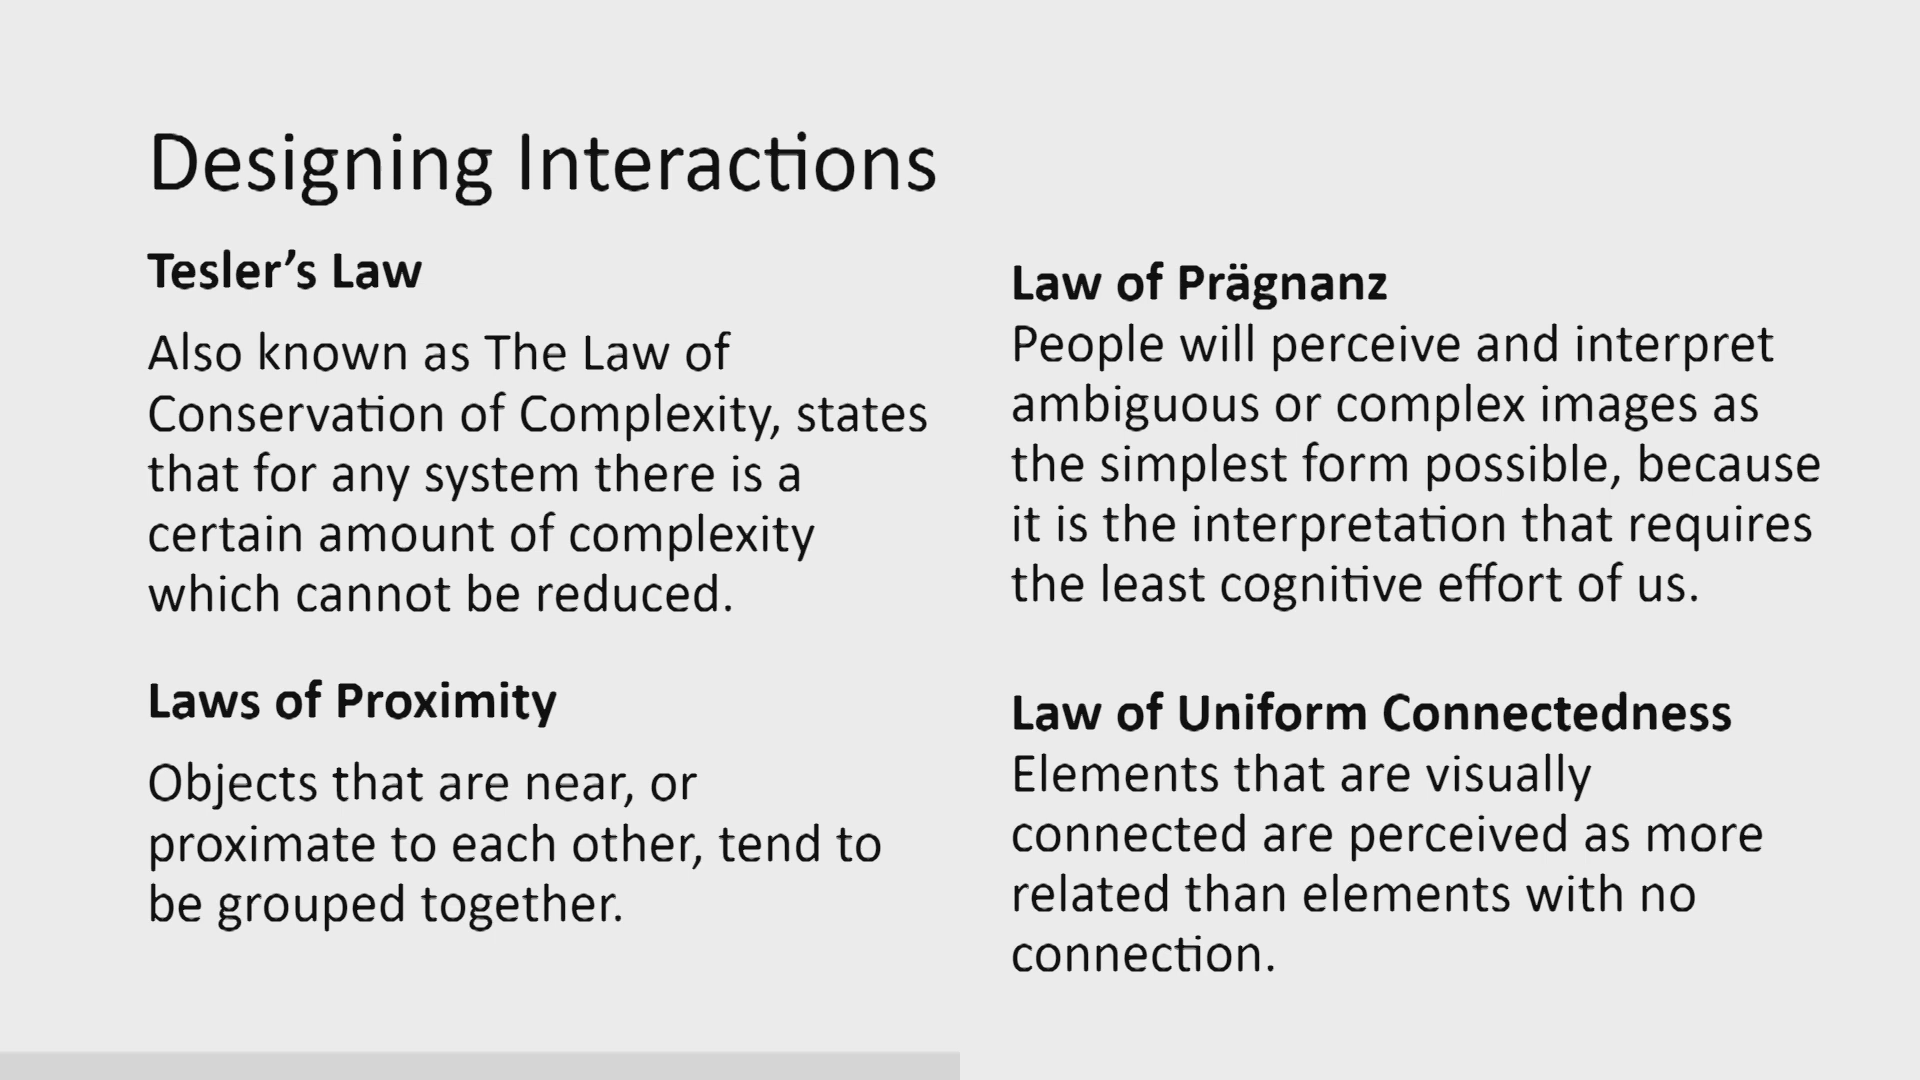 Designing Interactions
Tesler’s Law
Also known as The Law of
Conservation of Complexity, states
that for any system there is a
certain amount of complexity
which cannot be reduced.
Laws of Proximity
Objects that are near, or
proximate to each other, tend to
be grouped together.
Law of Prägnanz
People will perceive and interpret
ambiguous or complex images as
the simplest form possible, because
it is the interpretation that requires
the least cognitive effort of us.
Law of Uniform Connectedness
Elements that are visually
connected are perceived as more
related than elements with no
connection.